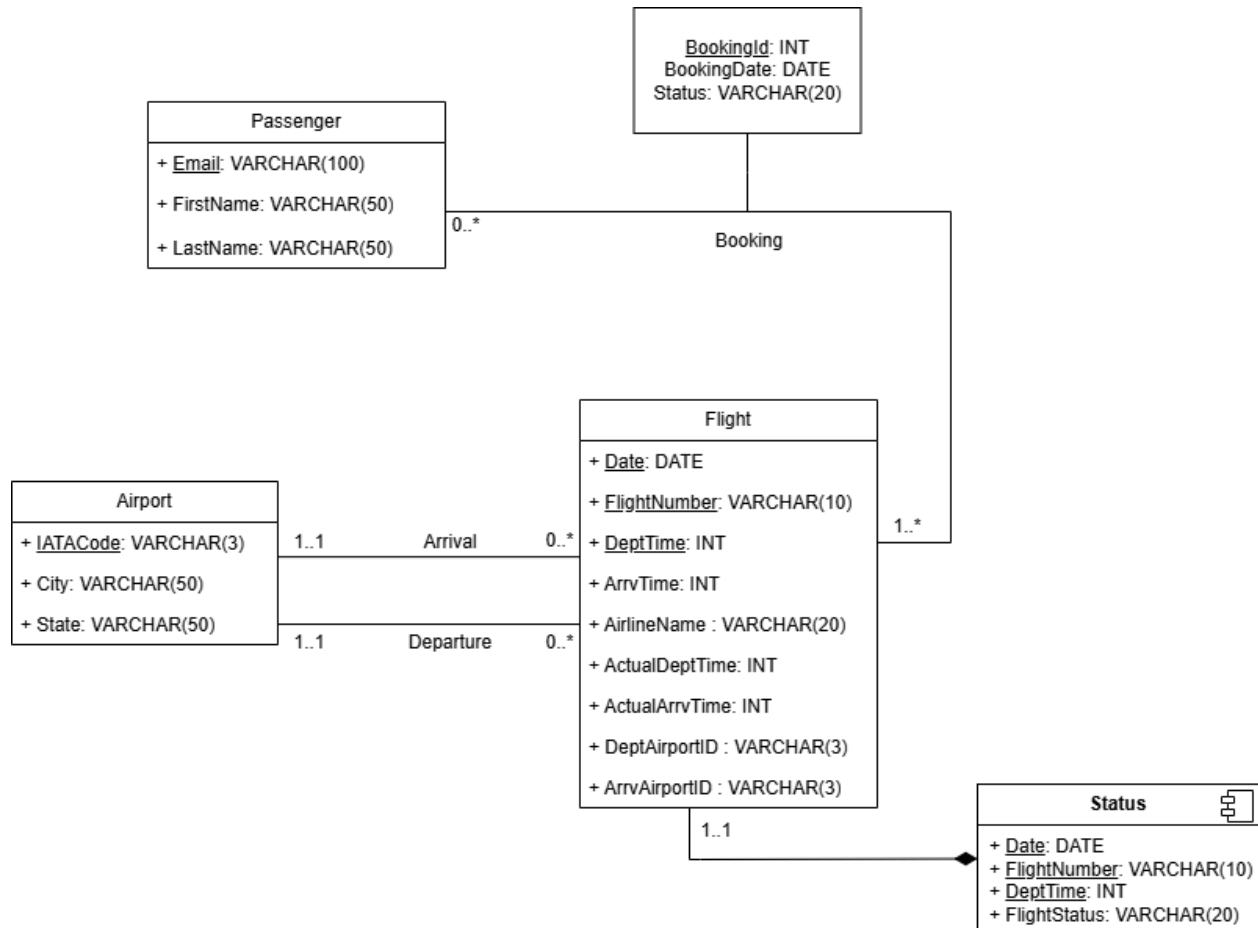 BookingId: INT
BookingDate: DATE
Status: VARCHAR(20)
Passenger
+ Email: VARCHAR(100)
+ FirstName: VARCHAR(50)
+ LastName: VARCHAR(50)
0..*
Booking
Flight
+ Date: DATE
+ FlightNumber: VARCHAR(10)
+ DeptTime: INT
+ ArrvTime: INT
+ AirlineName : VARCHAR(20)
+ ActualDeptTime: INT
+ ActualArrvTime: INT
+ DeptAirportID : VARCHAR(3)
+ ArrvAirportID : VARCHAR(3)
1..*
Airport
+ IATACode: VARCHAR(3)
+ City: VARCHAR(50)
+ State: VARCHAR(50)
1..1 Arrival 0..*
1..1 Departure 0..*
1..1
Status
+ Date: DATE
+ FlightNumber: VARCHAR(10)
+ DeptTime: INT
+ FlightStatus: VARCHAR(20)